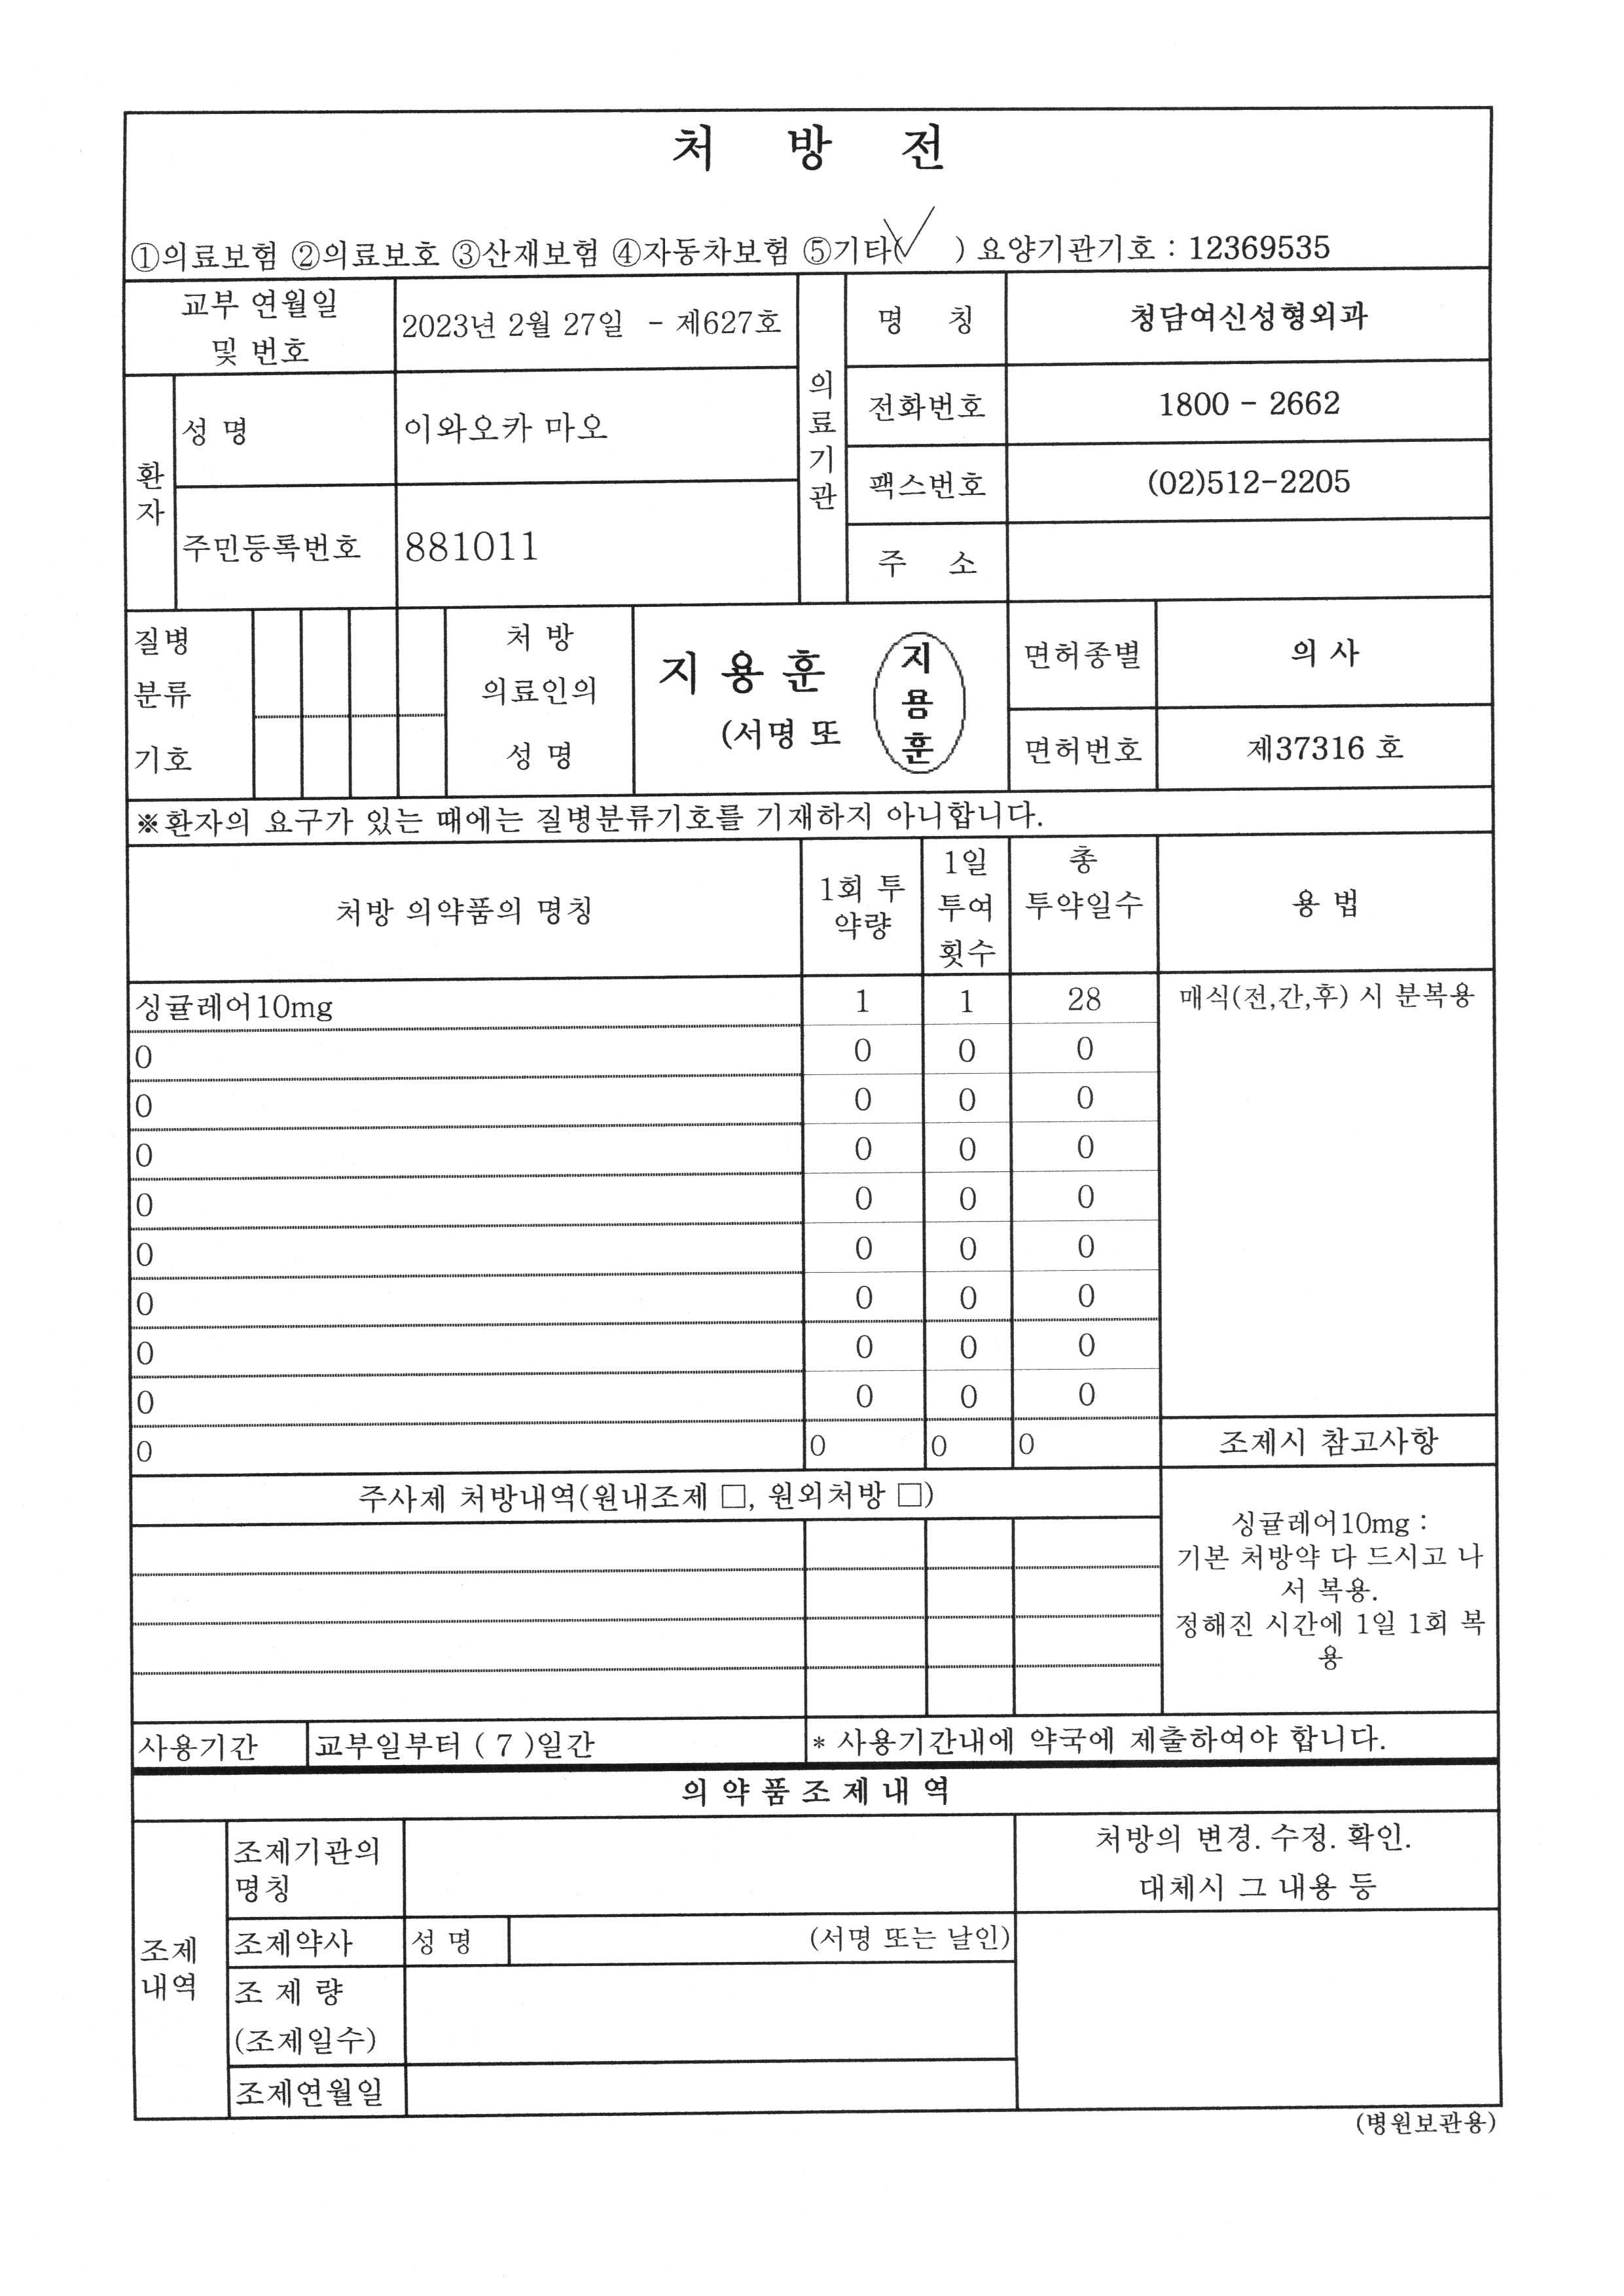 처 방 전
①의료보험 ②의료보호 ③산재보험 ④자동차보험 ⑤기타(✓ ) 요양기관기호 : 12369535
교부 연월일
및 번호
2023년 2월 27일 - 제627호
환자
성 명
이와오카 마오
주민등록번호
881011
의료기관
명 칭
청담여신성형외과
전화번호
1800 - 2662
팩스번호
(02)512-2205
주 소
질병
분류
기호
처 방
의료인의
성 명
지 용 훈
(서명 또
지
용
훈
면허종별
의 사
면허번호
제37316 호
※환자의 요구가 있는 때에는 질병분류기호를 기재하지 아니합니다.
처방 의약품의 명칭
1회 투
약량
1일
투여
횟수
총
투약일수
용 법
싱귤레어10mg 1 1 28 매식(전,간,후) 시 분복용
0 0 0 0
0 0 0 0
0 0 0 0
0 0 0 0
0 0 0 0
0 0 0 0
0 0 0 0
0 0 0 0
0 0 0 0 조제시 참고사항
주사제 처방내역(원내조제 □, 원외처방 □)
싱귤레어10mg :
기본 처방약 다 드시고 나
서 복용.
정해진 시간에 1일 1회 복
용
사용기간 교부일부터 ( 7 )일간 * 사용기간내에 약국에 제출하여야 합니다.
의 약 품 조 제 내 역
조제
내역
조제기관의
명칭
처방의 변경. 수정. 확인.
대체시 그 내용 등
조제약사 성 명 (서명 또는 날인)
조 제 량
(조제일수)
조제연월일
(병원보관용)